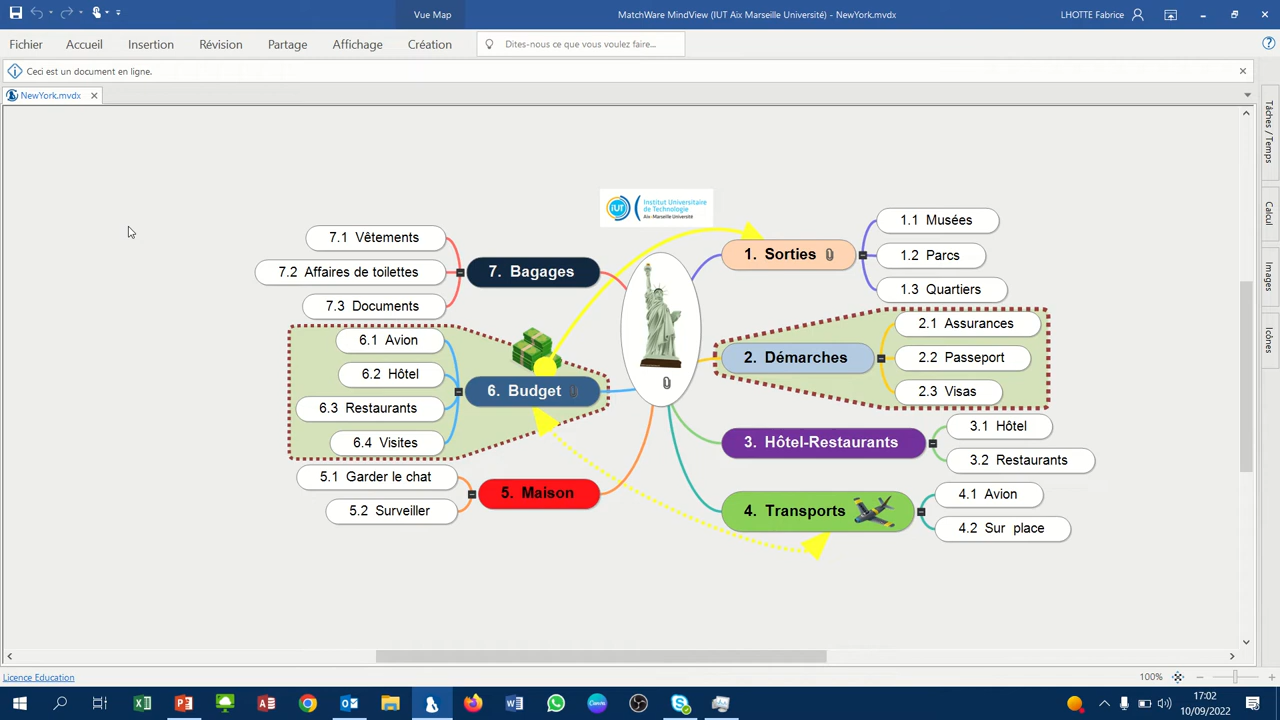 Vue Map
MatchWare MindView (IUT Aix Marseille Université) - NewYork.mvdx
LHOTTE Fabrice
Fichier
Accueil
Insertion
Révision
Partage
Affichage
Création
Dites-nous ce que vous voulez faire...
Ceci est un document en ligne.
NewYork.mvdx
Tâches / Temps
Calcul
Images
Icônes
IUT
Institut Universitaire
de Technologie
Aix-Marseille Université
1. Sorties
1.1 Musées
1.2 Parcs
1.3 Quartiers
2. Démarches
2.1 Assurances
2.2 Passeport
2.3 Visas
3. Hôtel-Restaurants
3.1 Hôtel
3.2 Restaurants
4. Transports
4.1 Avion
4.2 Sur place
5. Maison
5.1 Garder le chat
5.2 Surveiller
6. Budget
6.1 Avion
6.2 Hôtel
6.3 Restaurants
6.4 Visites
7. Bagages
7.1 Vêtements
7.2 Affaires de toilettes
7.3 Documents
Licence Education
100%
17:02
10/09/2022